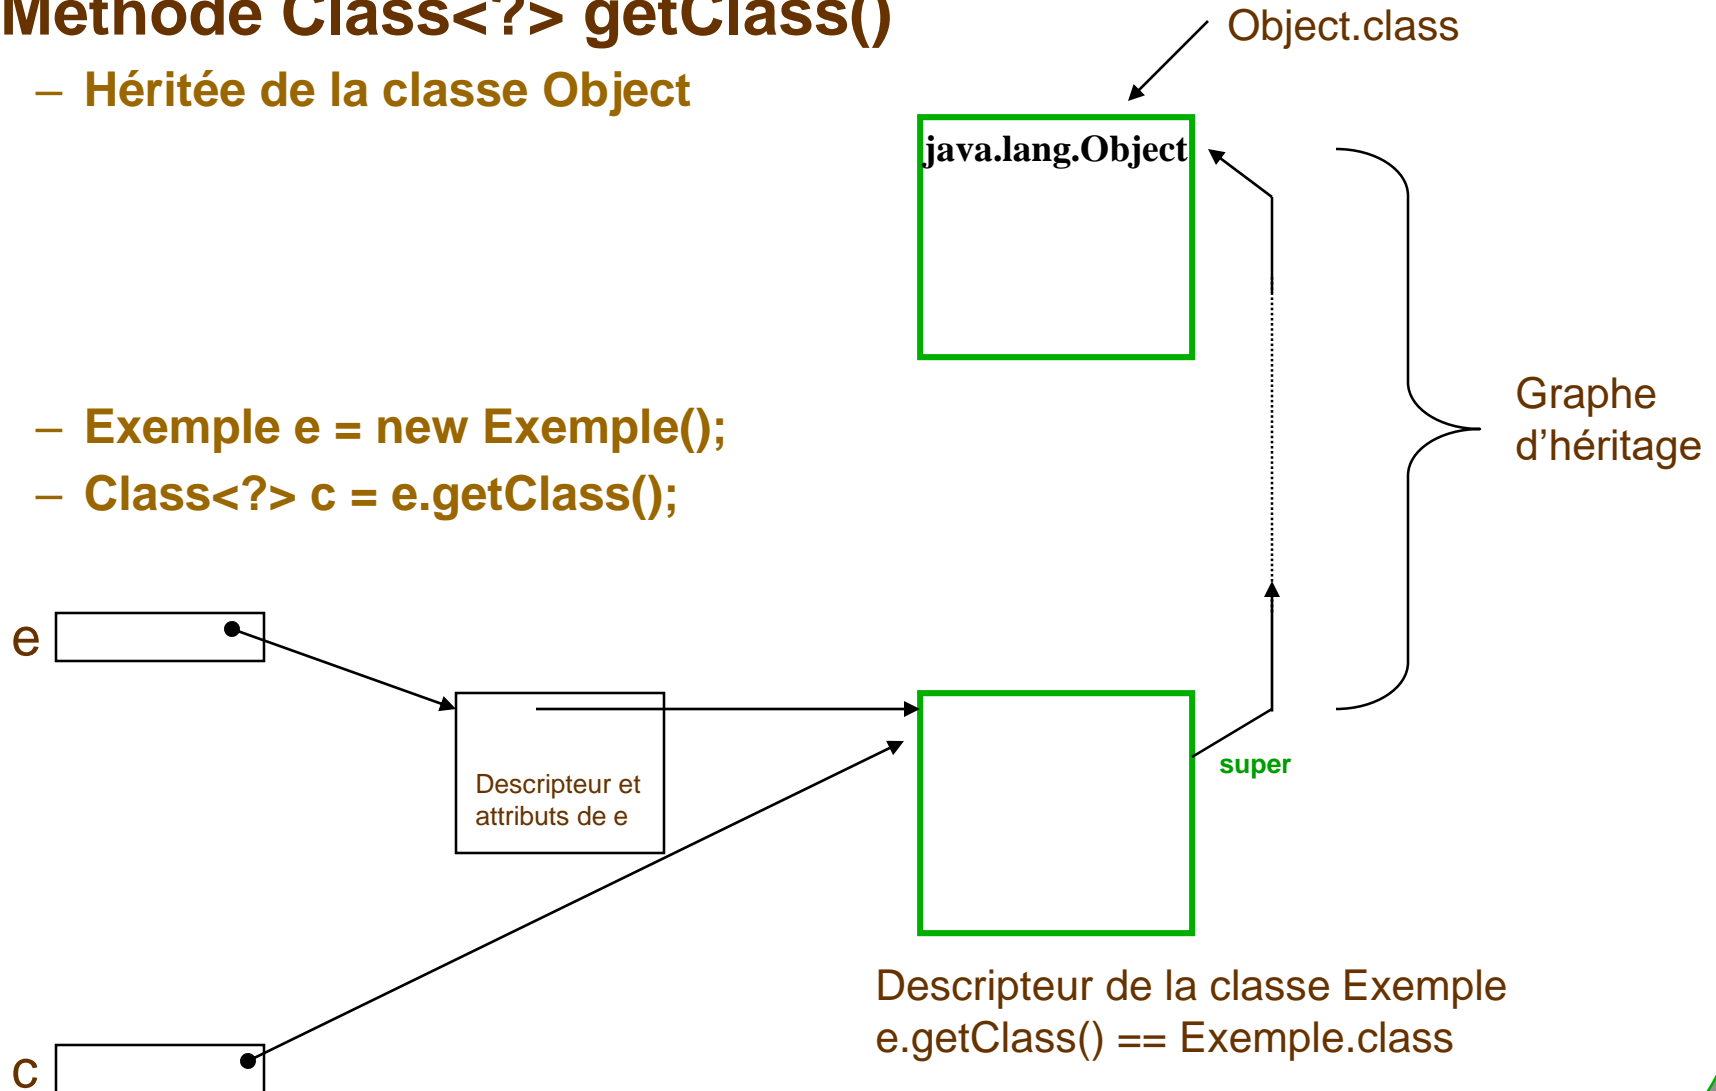 Méthode Class<?> getClass()
– Héritée de la classe Object
Object.class
java.lang.Object
– Exemple e = new Exemple();
– Class<?> c = e.getClass();
Graphe
d’héritage
e
Descripteur et
attributs de e
super
Descripteur de la classe Exemple
e.getClass() == Exemple.class
c